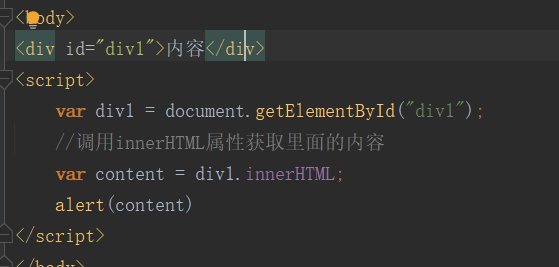 <body>
<div id="div1">内容</div>
<script>
var div1 = document.getElementById("div1");
//调用innerHTML属性获取里面的内容
var content = div1.innerHTML;
alert(content)
</script>
</body>